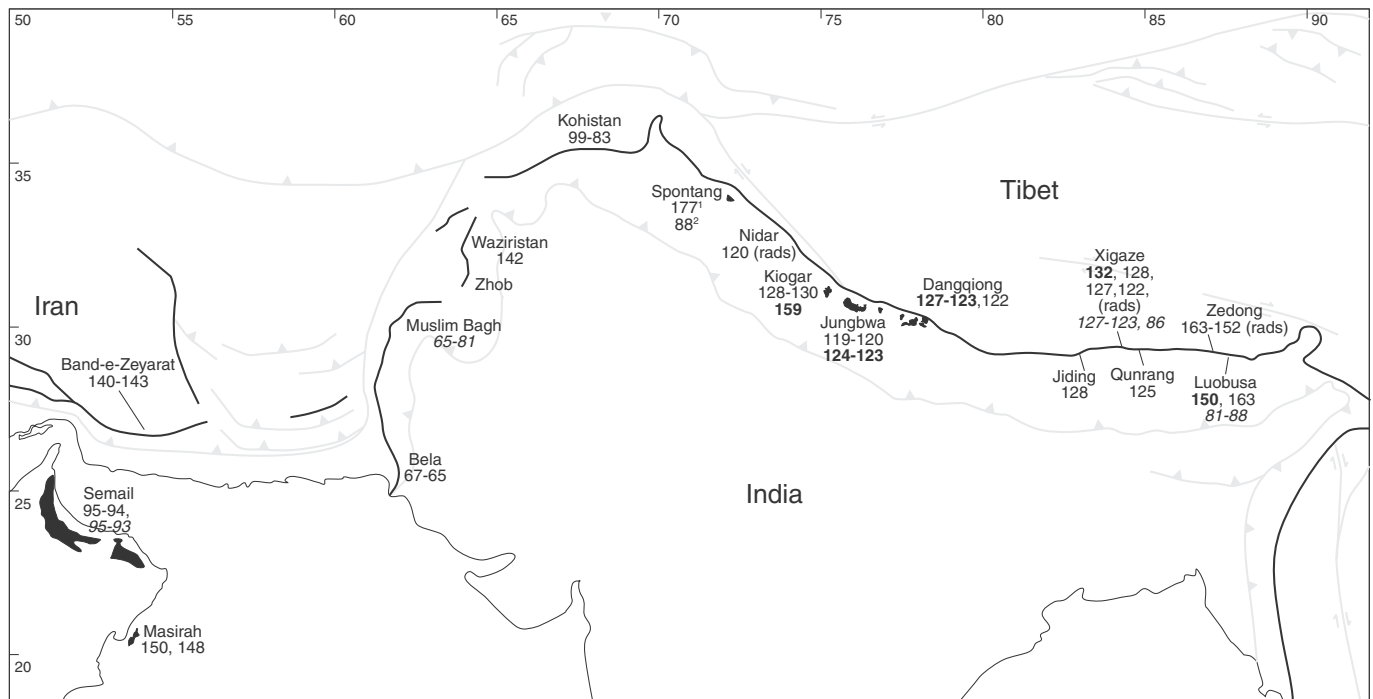 50
55
60
65
70
75
80
85
90
35
30
25
20
Kohistan
99-83
Spontang
177¹
88²
Tibet
Waziristan
142
Zhob
Nidar
120 (rads)
Kiogar
128-130
159
Dangqiong
127-123,122
Xigaze
132, 128,
127,122,
(rads)
127-123, 86
Zedong
163-152 (rads)
Iran
Muslim Bagh
65-81
Jungbwa
119-120
124-123
Band-e-Zeyarat
140-143
Jiding
128
Qunrang
125
Luobusa
150, 163
81-88
Bela
67-65
India
Semail
95-94,
95-93
Masirah
150, 148